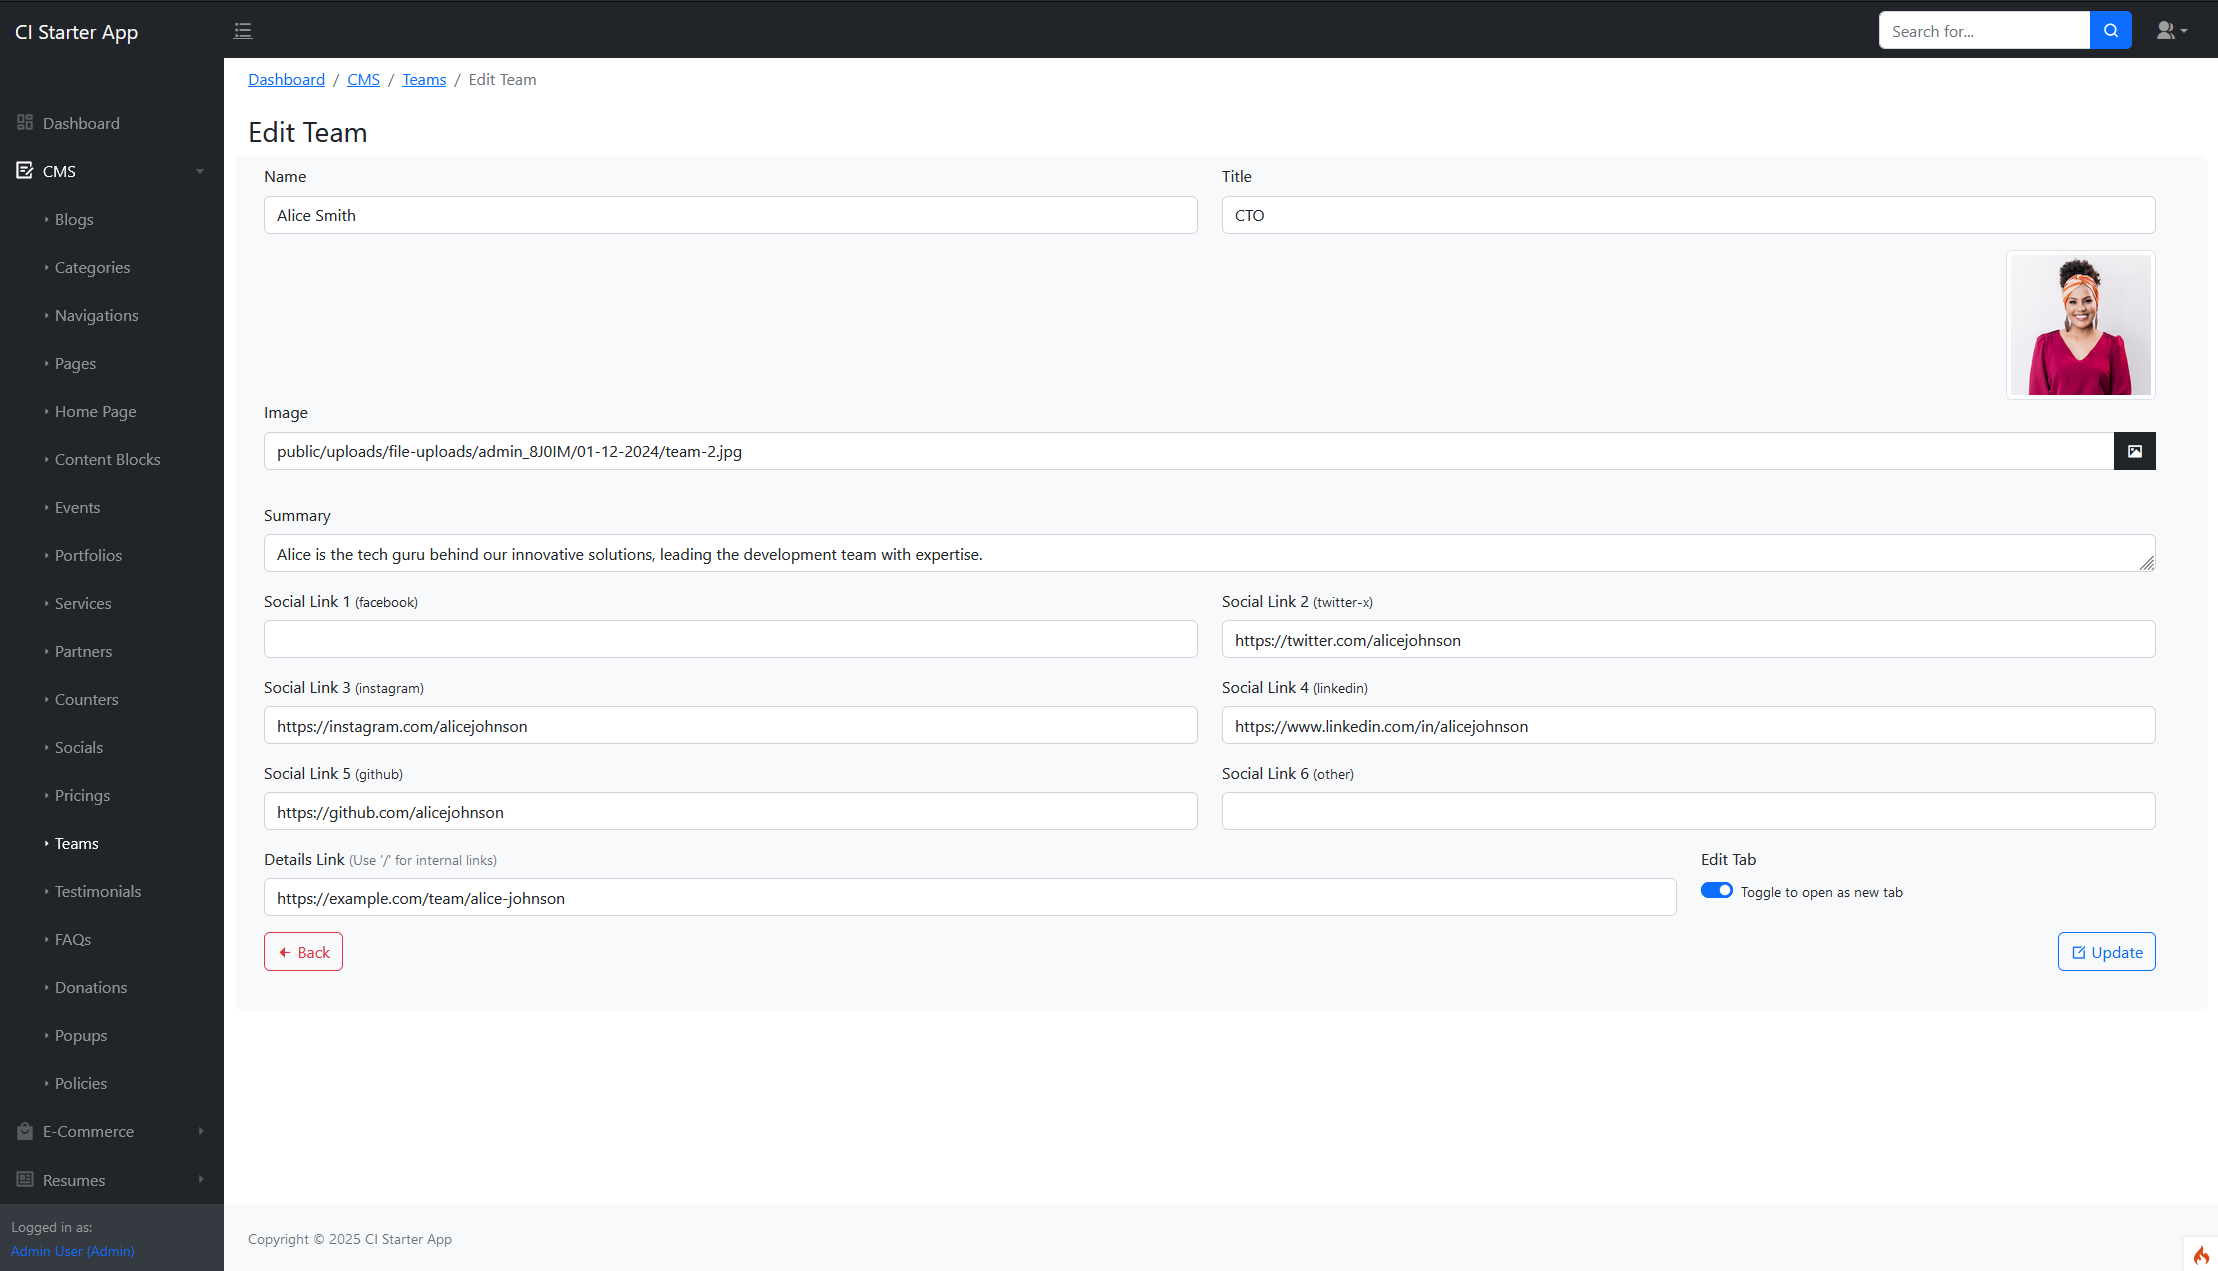 CI Starter App
Search for...
Dashboard / CMS / Teams / Edit Team
Edit Team
Dashboard
CMS
Blogs
Categories
Navigations
Pages
Home Page
Content Blocks
Events
Portfolios
Services
Partners
Counters
Socials
Pricings
Teams
Testimonials
FAQs
Donations
Popups
Policies
E-Commerce
Resumes
Logged in as:
Admin User (Admin)
Name
Title
Alice Smith
CTO
Image
public/uploads/file-uploads/admin_8J0IM/01-12-2024/team-2.jpg
Summary
Alice is the tech guru behind our innovative solutions, leading the development team with expertise.
Social Link 1 (facebook)
Social Link 2 (twitter-x)
https://twitter.com/alicejohnson
Social Link 3 (instagram)
Social Link 4 (linkedin)
https://instagram.com/alicejohnson
https://www.linkedin.com/in/alicejohnson
Social Link 5 (github)
Social Link 6 (other)
https://github.com/alicejohnson
Details Link (Use '/' for internal links)
Edit Tab
https://example.com/team/alice-johnson
Toggle to open as new tab
Back
Update
Copyright © 2025 CI Starter App